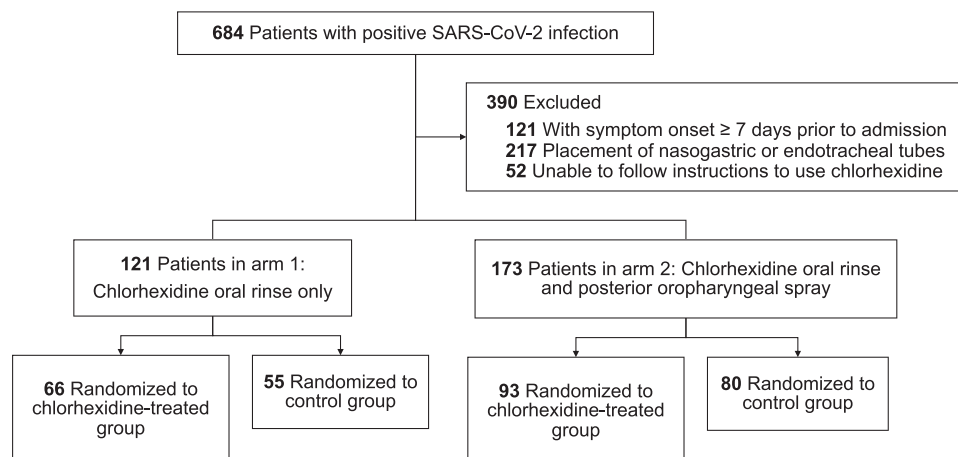 684 Patients with positive SARS-CoV-2 infection
390 Excluded
121 With symptom onset ≥ 7 days prior to admission
217 Placement of nasogastric or endotracheal tubes
52 Unable to follow instructions to use chlorhexidine
121 Patients in arm 1:
Chlorhexidine oral rinse only
173 Patients in arm 2: Chlorhexidine oral rinse
and posterior oropharyngeal spray
66 Randomized to
chlorhexidine-treated
group
55 Randomized to
control group
93 Randomized to
chlorhexidine-treated
group
80 Randomized to
control group